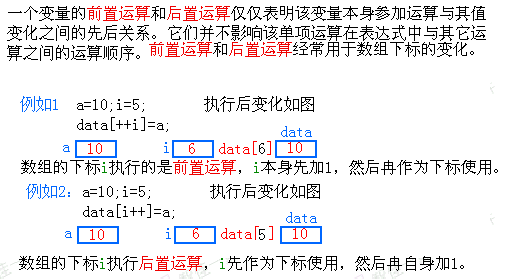 一个变量的前置运算和后置运算仅仅表明该变量本身参加运算与其值
变化之间的先后关系。它们并不影响该单项运算在表达式中与其它运
算之间的运算顺序。前置运算和后置运算经常用于数组下标的变化。
例如1 a=10;i=5; 执行后变化如图
data[++i]=a;
data
a 10 i 6 data[6] 10
数组的下标i执行的是前置运算，i本身先加1，然后再作为下标使用。
例如2: a=10;i=5; 执行后变化如图
data[i++]=a;
data
a 10 i 6 data[5] 10
数组的下标i执行后置运算，i先作为下标使用，然后再自身加1。